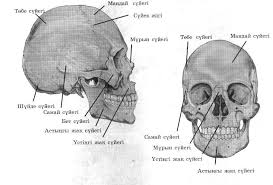 Төбе сүйегі
Маңдай сүйегі
Сүйек жігі
Мұрын сүйегі
Шүйде сүйегі
Самай сүйегі
Бет сүйегі
Астыңғы жақ сүйегі
Үстіңгі жақ сүйегі
Төбе сүйегі
Маңдай сүйегі
Самай сүйегі
Мұрын сүйегі
Үстіңгі жақ сүйегі
Астыңғы жақ сүйегі